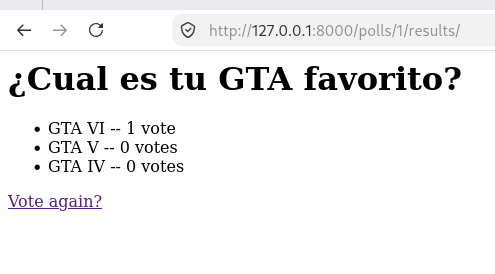 http://127.0.0.1:8000/polls/1/results/
¿Cual es tu GTA favorito?
• GTA VI -- 1 vote
• GTA V -- 0 votes
• GTA IV -- 0 votes
Vote again?